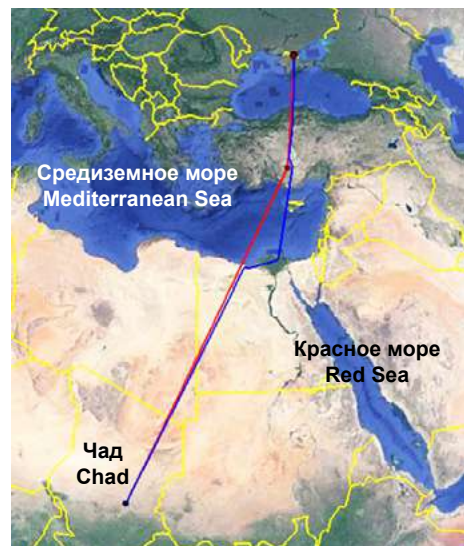 Средиземное море
Mediterranean Sea
Красное море
Red Sea
Чад
Chad